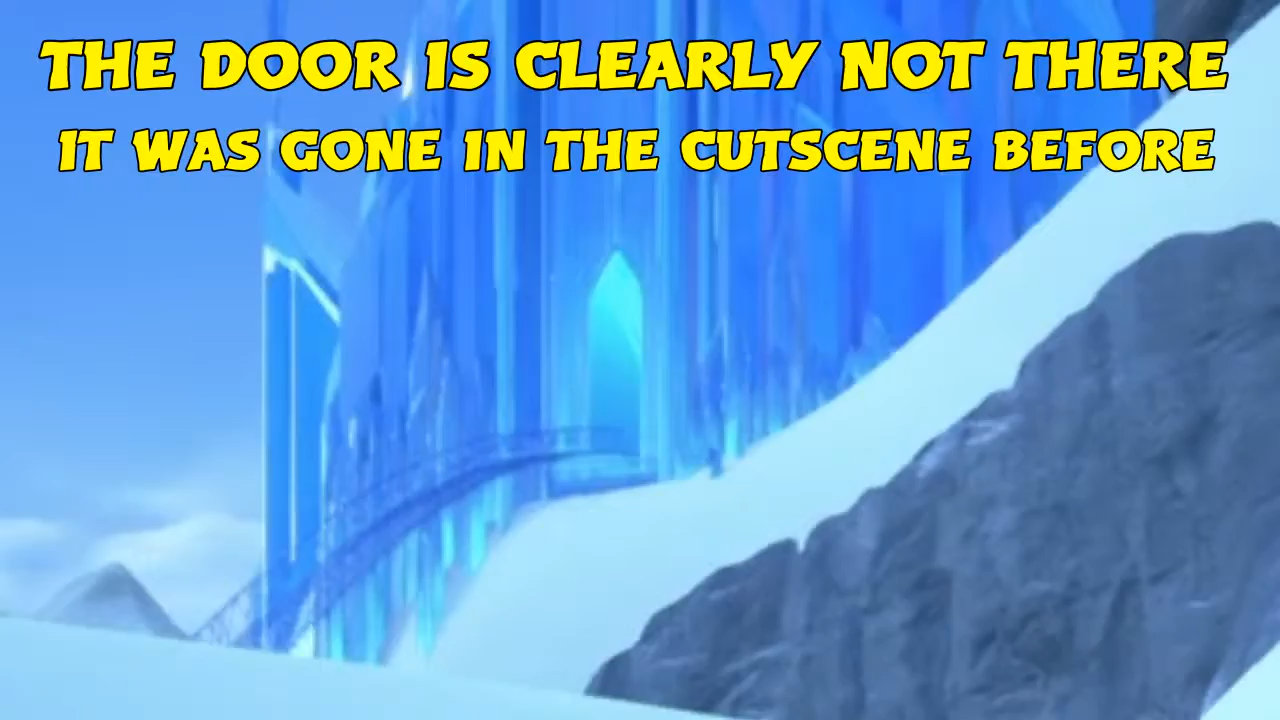 THE DOOR IS CLEARLY NOT THERE
IT WAS GONE IN THE CUTSCENE BEFORE